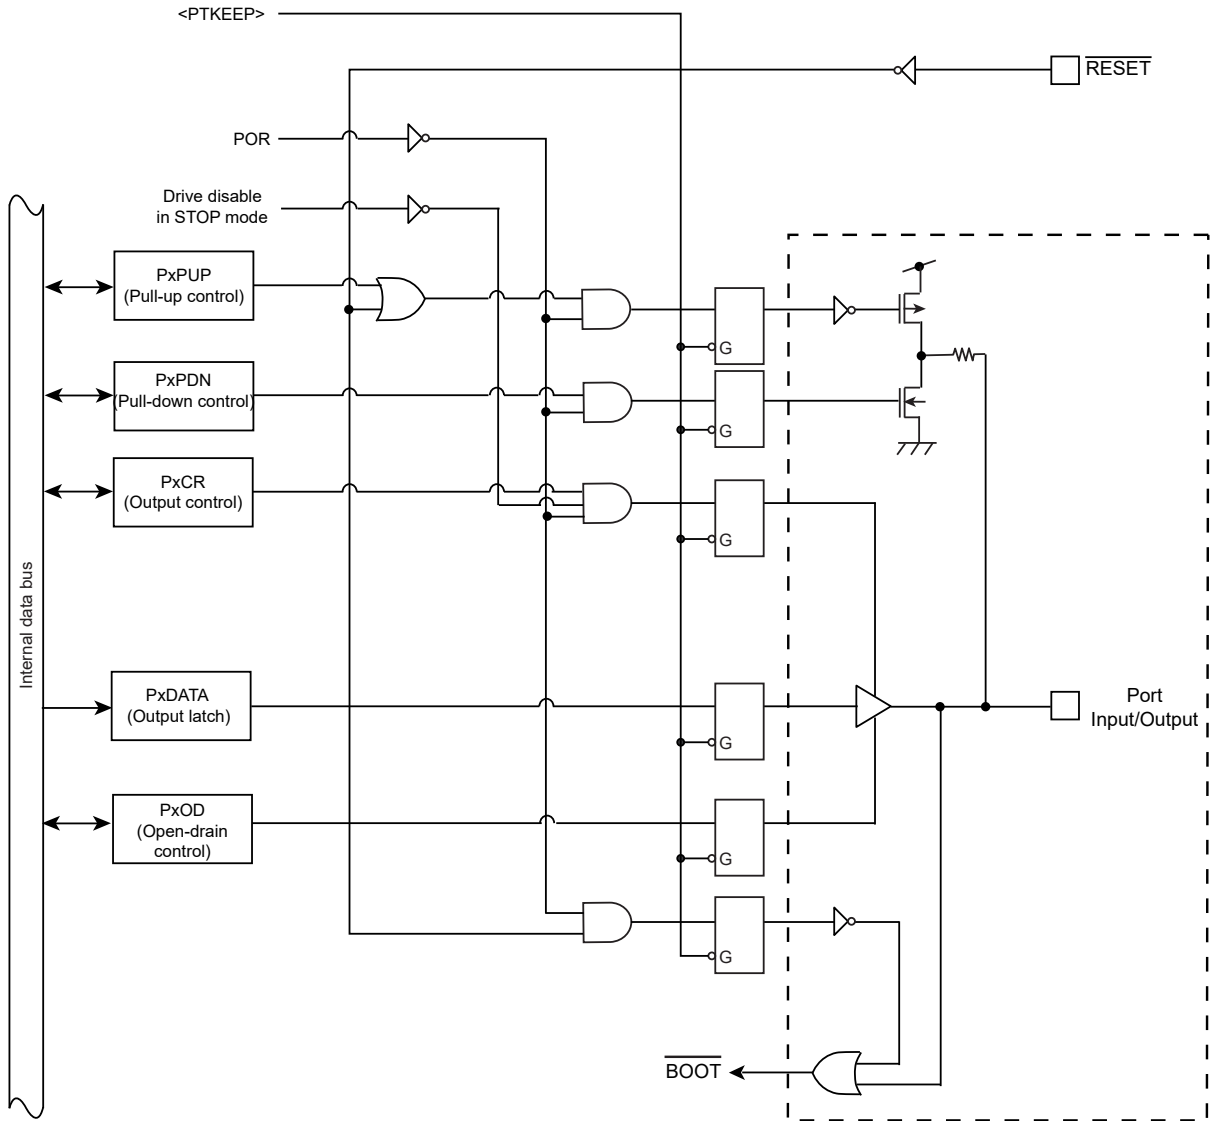 <PTKEEP>
RESET
POR
Drive disable
in STOP mode
PxPUP
(Pull-up control)
G
PxPDN
(Pull-down control)
G
PxCR
(Output control)
G
Internal data bus
PxDATA
(Output latch)
G
Port
Input/Output
PxOD
(Open-drain
control)
G
G
BOOT